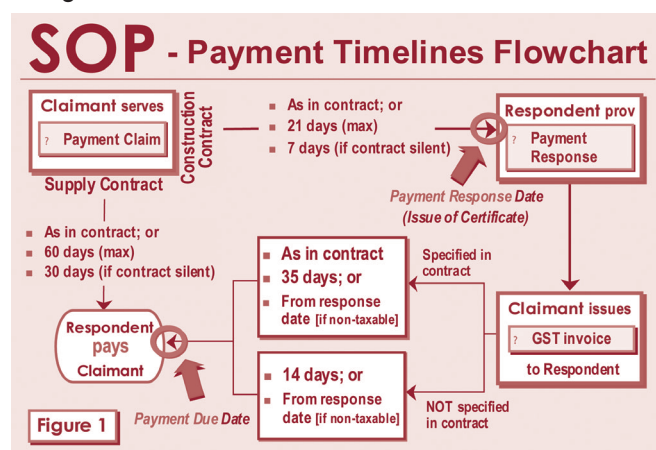 SOP - Payment Timelines Flowchart
Claimant serves
? Payment Claim
Construction
Contract
■ As in contract; or
■ 21 days (max)
■ 7 days (if contract silent)
Respondent prov
? Payment
Response
Payment Response Date
(Issue of Certificate)
Supply Contract
■ As in contract; or
■ 60 days (max)
■ 30 days (if contract silent)
■ As in contract
■ 35 days; or
■ From response
date [if non-taxable]
Specified in
contract
Claimant issues
? GST invoice
to Respondent
Respondent
pays
Claimant
■ 14 days; or
■ From response
date [if non-taxable]
NOT specified
in contract
Payment Due Date
Figure 1